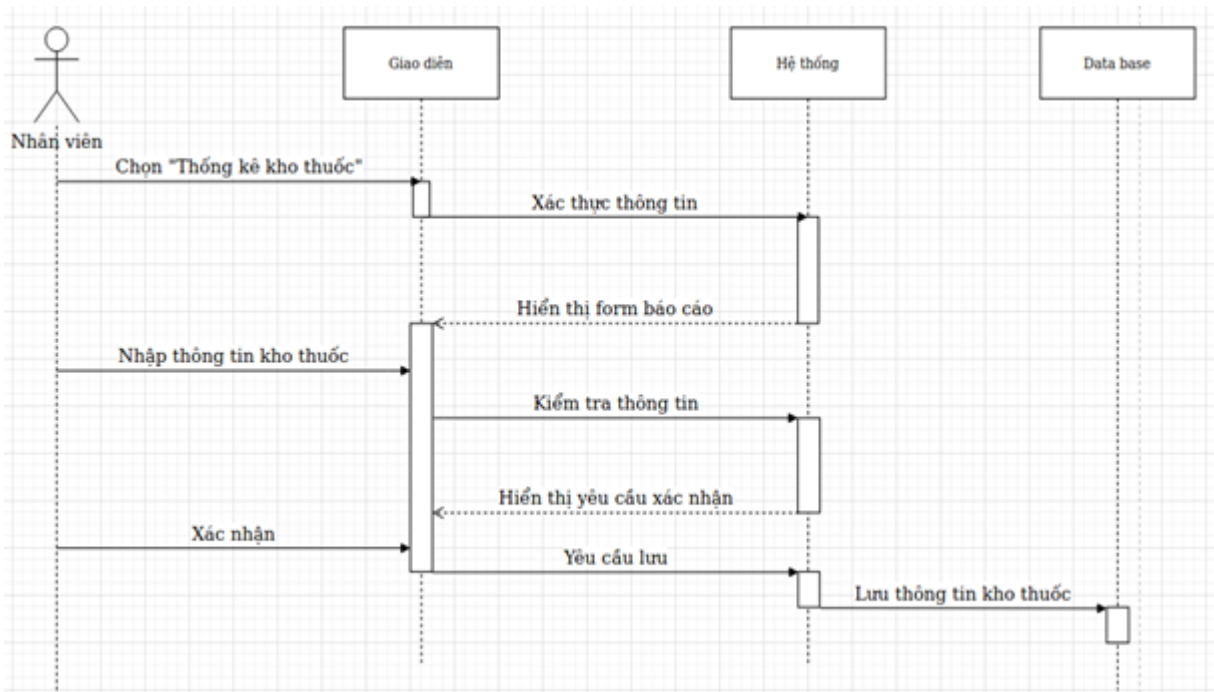 Giao diên
Hệ thống
Data base
Nhân viên
Chọn "Thống kê kho thuốc"
Xác thực thông tin
Hiển thị form báo cáo
Nhập thông tin kho thuốc
Kiểm tra thông tin
Hiển thị yêu cầu xác nhận
Xác nhận
Yêu cầu lưu
Lưu thông tin kho thuốc